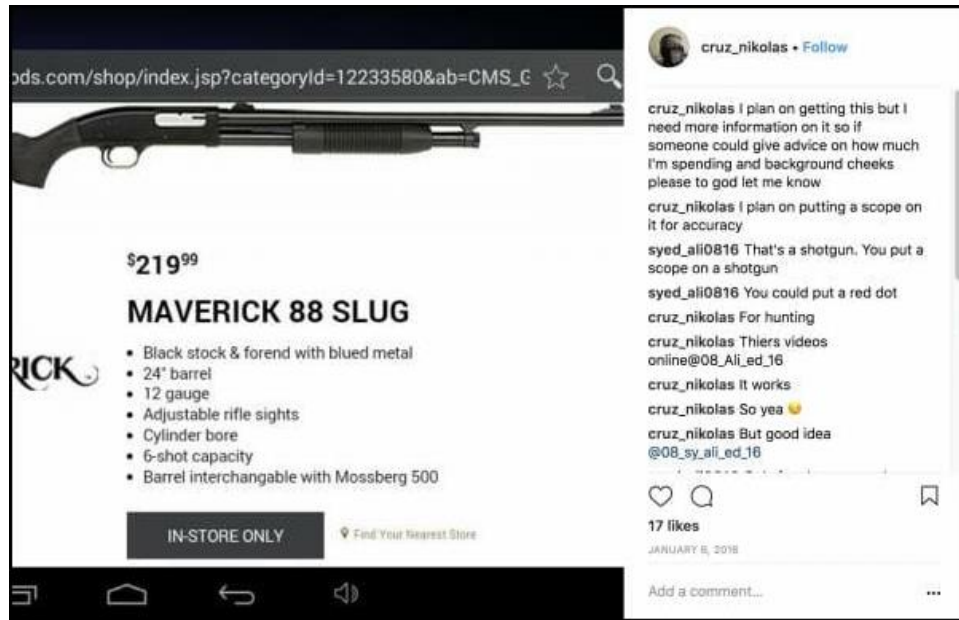 ods.com/shop/index.jsp?categoryId=12233580&ab=CMS_G
$219⁹⁹
MAVERICK 88 SLUG
RICK
• Black stock & forend with blued metal
• 24" barrel
• 12 gauge
• Adjustable rifle sights
• Cylinder bore
• 6-shot capacity
• Barrel interchangable with Mossberg 500
IN-STORE ONLY
Find Your Nearest Store
cruz_nikolas • Follow
cruz_nikolas I plan on getting this but I
need more information on it so if
someone could give advice on how much
I'm spending and background cheeks
please to god let me know
cruz_nikolas I plan on putting a scope on
it for accuracy
syed_ali0816 That's a shotgun. You put a
scope on a shotgun
syed_ali0816 You could put a red dot
cruz_nikolas For hunting
cruz_nikolas Thiers videos
online@08_Ali_ed_16
cruz_nikolas It works
cruz_nikolas So yea 😌
cruz_nikolas But good idea
@08_sy_ali_ed_16
17 likes
JANUARY 6, 2016
Add a comment...